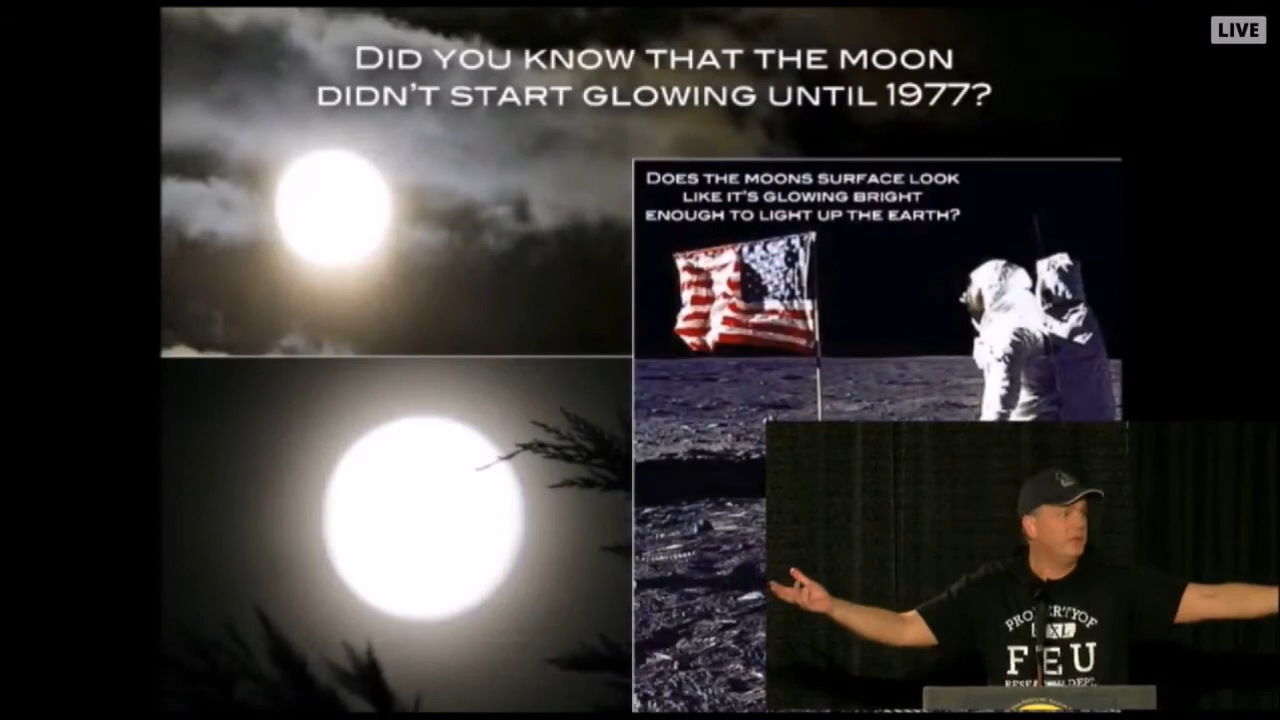 LIVE
DID YOU KNOW THAT THE MOON
DIDN'T START GLOWING UNTIL 1977?
DOES THE MOONS SURFACE LOOK
LIKE IT'S GLOWING BRIGHT
ENOUGH TO LIGHT UP THE EARTH?
PROPERTY OF
XL
FEU